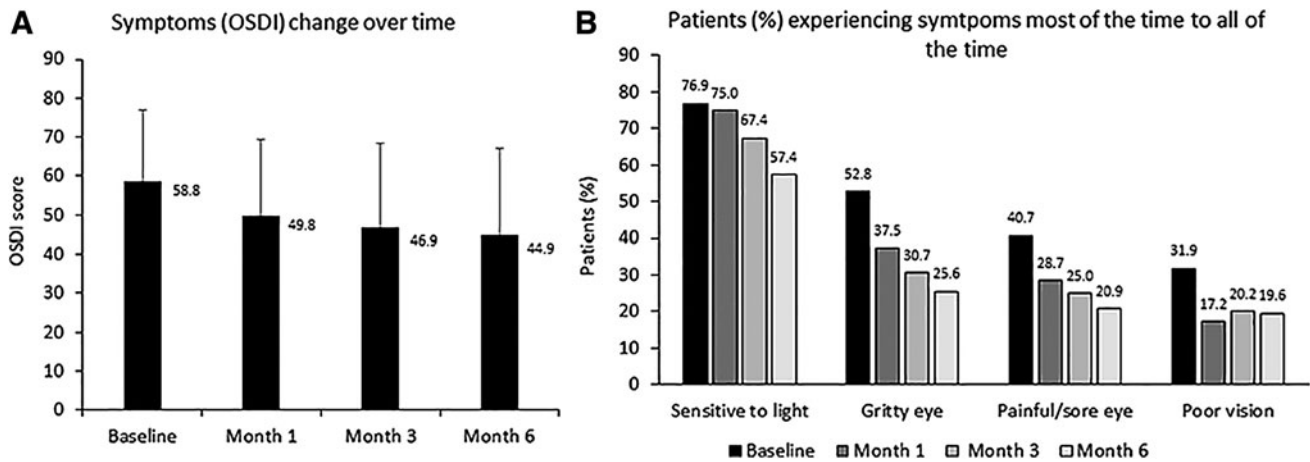 A
Symptoms (OSDI) change over time
OSDI score
90
80
70
60
50
40
30
20
10
0
58.8
49.8
46.9
44.9
Baseline Month 1 Month 3 Month 6
B
Patients (%) experiencing symtpoms most of the time to all of
the time
Patients (%)
90
80
70
60
50
40
30
20
10
0
76.9 75.0 67.4 57.4
52.8 37.5 30.7 25.6
40.7 28.7 25.0 20.9
31.9 17.2 20.2 19.6
Sensitive to light Gritty eye Painful/sore eye Poor vision
Baseline Month 1 Month 3 Month 6